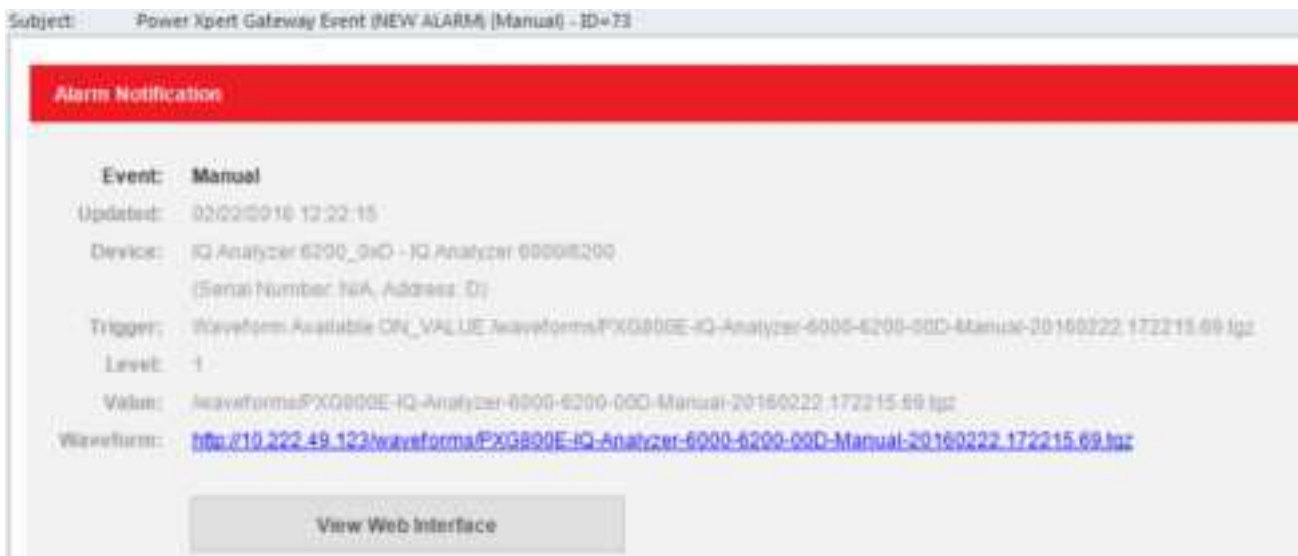 Subject: Power Xpert Gateway Event (NEW ALARM) (Manual) - ID=73
Alarm Notification
Event: Manual
Updated: 02/22/2016 12:22:15
Device: IQ Analyzer 6200_0xD - IQ Analyzer 6000/6200
(Serial Number: N/A, Address: D)
Trigger: Waveform Available ON_VALUE /waveforms/PXG800E-IQ-Analyzer-6000-6200-00D-Manual-20160222.172215.69.tgz
Level: 1
Value: /waveforms/PXG800E-IQ-Analyzer-6000-6200-00D-Manual-20160222.172215.69.tgz
Waveform: http://10.222.49.123/waveforms/PXG800E-IQ-Analyzer-6000-6200-00D-Manual-20160222.172215.69.tgz
View Web Interface